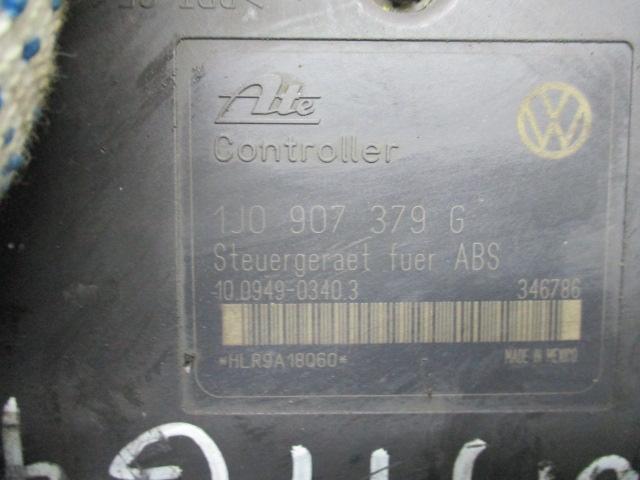 Ate
Controller
1J0 907 379 G
Steuergeraet fuer ABS
10.0949-0340.3 346786
*HLR9A18Q60* MADE IN MEXICO